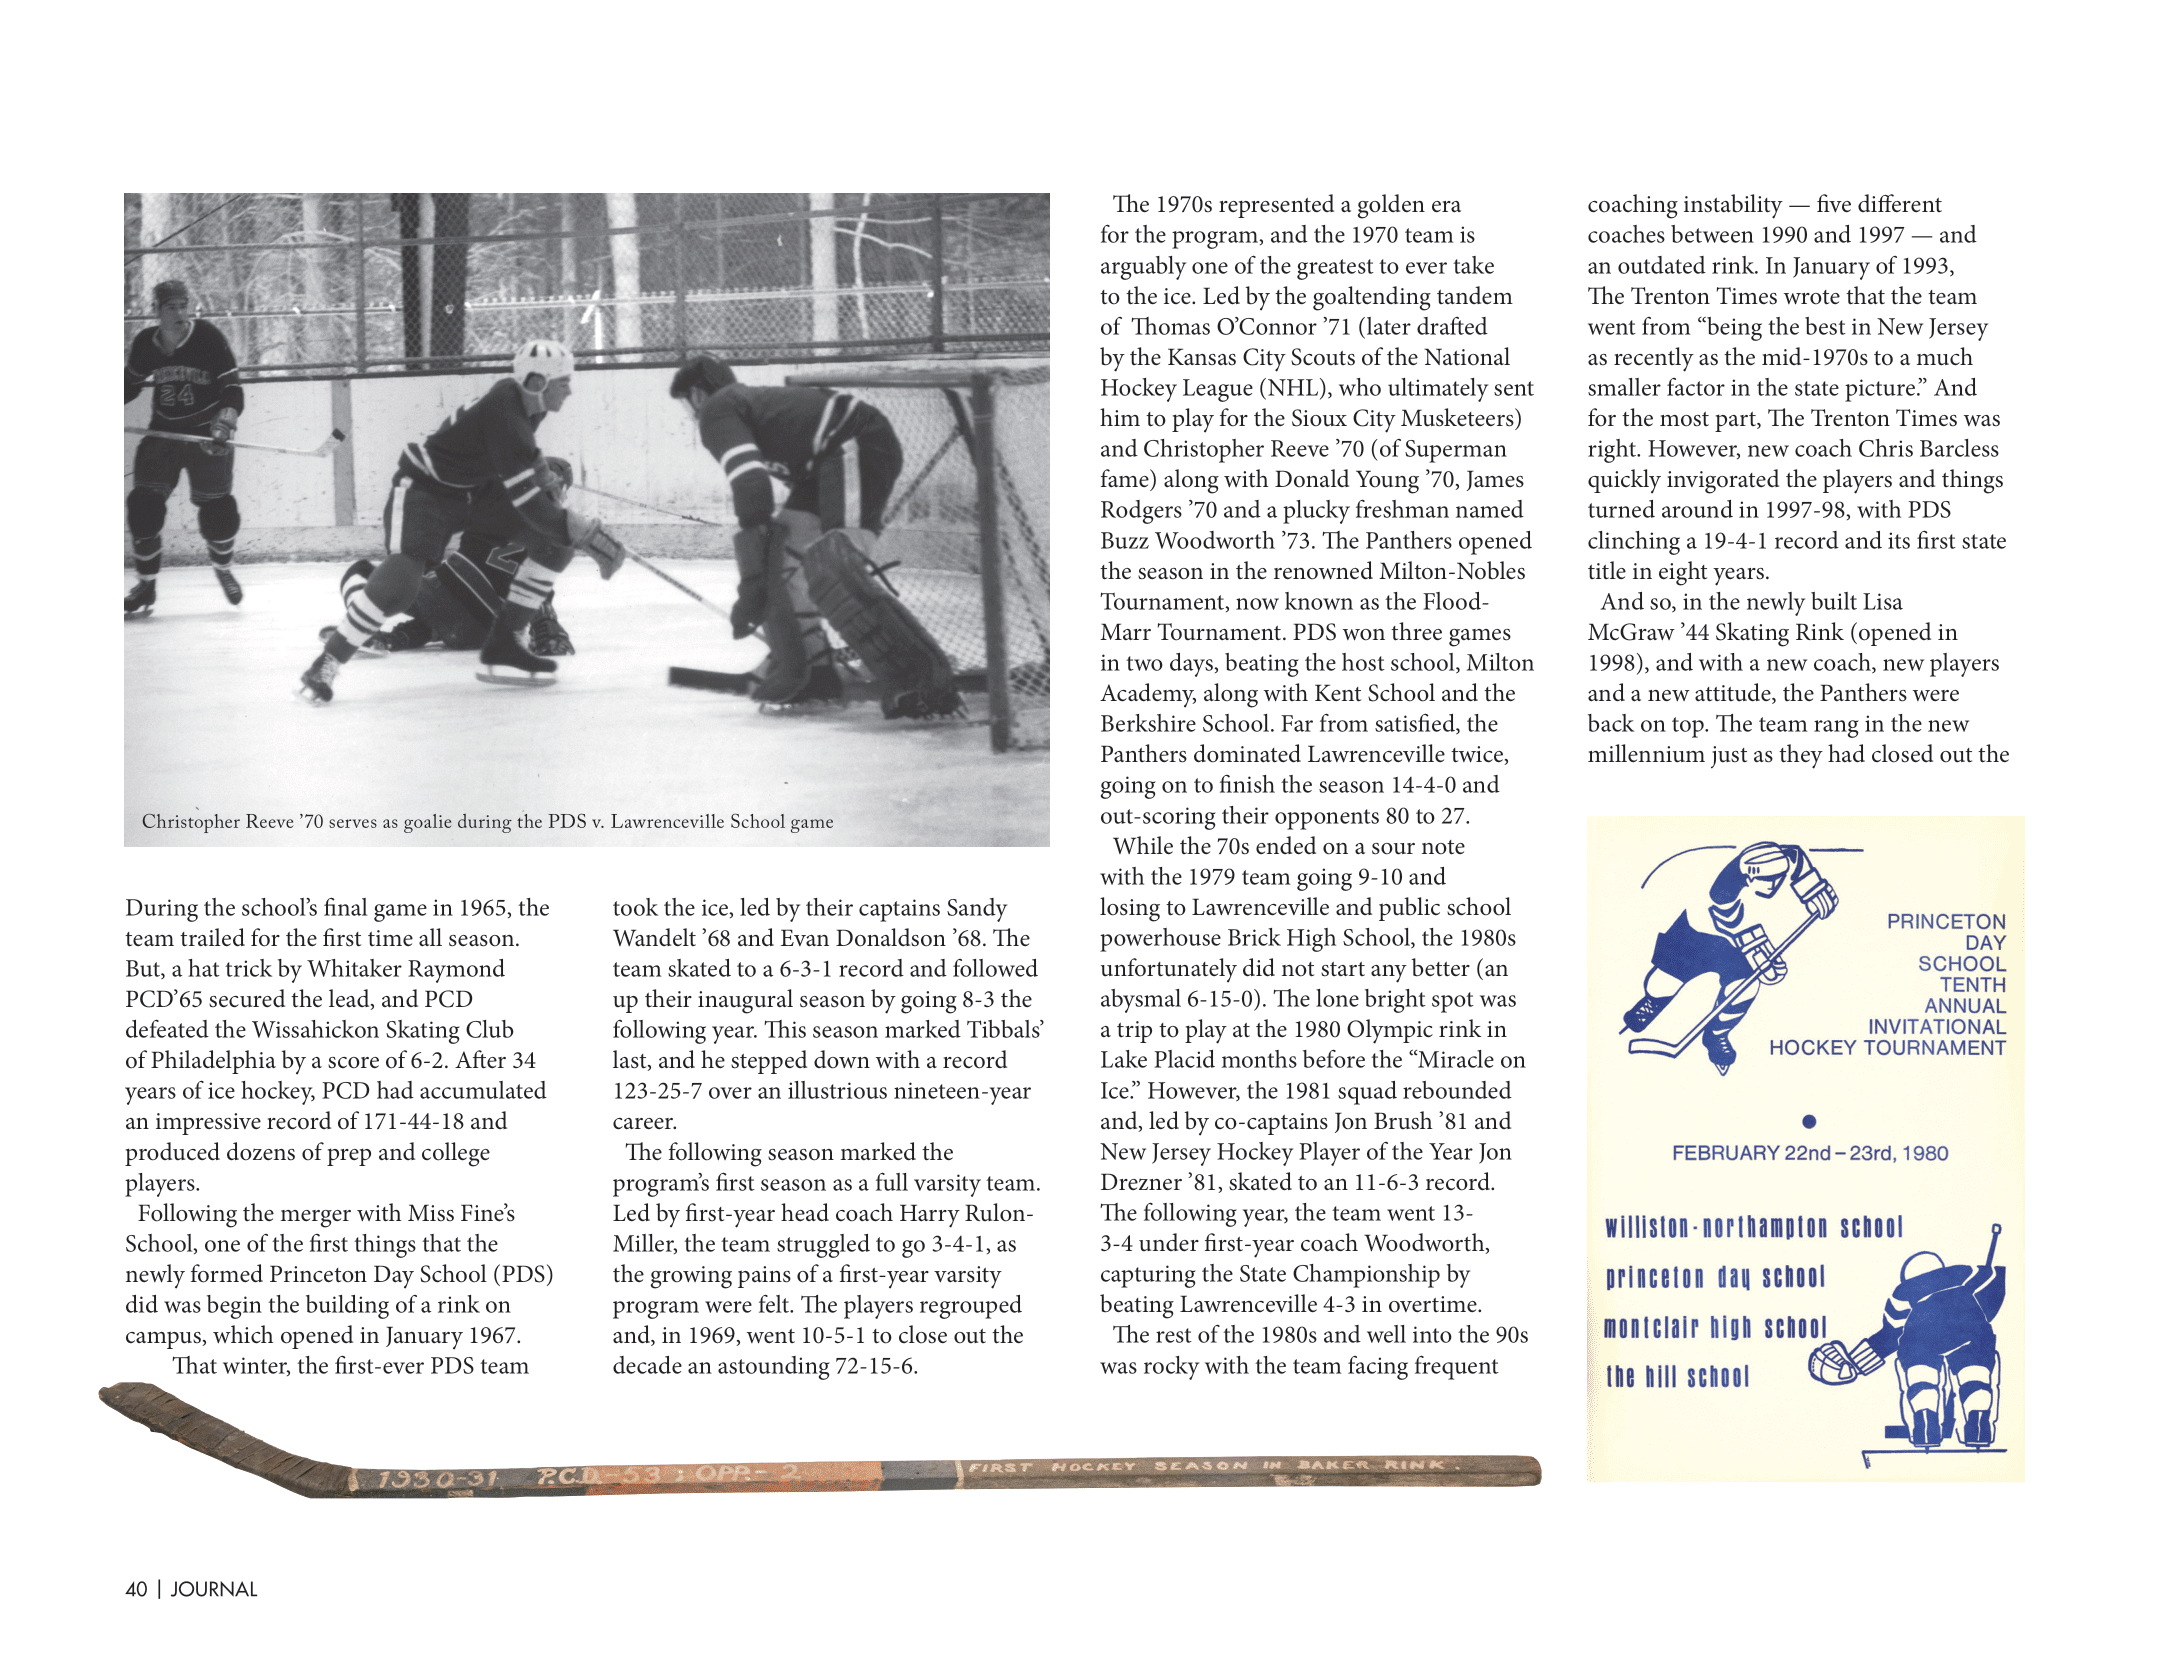 Christopher Reeve ’70 serves as goalie during the PDS v. Lawrenceville School game
During the school’s final game in 1965, the
team trailed for the first time all season.
But, a hat trick by Whitaker Raymond
PCD’65 secured the lead, and PCD
defeated the Wissahickon Skating Club
of Philadelphia by a score of 6-2. After 34
years of ice hockey, PCD had accumulated
an impressive record of 171-44-18 and
produced dozens of prep and college
players.
Following the merger with Miss Fine’s
School, one of the first things that the
newly formed Princeton Day School (PDS)
did was begin the building of a rink on
campus, which opened in January 1967.
That winter, the first-ever PDS team
took the ice, led by their captains Sandy
Wandelt ’68 and Evan Donaldson ’68. The
team skated to a 6-3-1 record and followed
up their inaugural season by going 8-3 the
following year. This season marked Tibbals’
last, and he stepped down with a record
123-25-7 over an illustrious nineteen-year
career.
The following season marked the
program’s first season as a full varsity team.
Led by first-year head coach Harry Rulon-
Miller, the team struggled to go 3-4-1, as
the growing pains of a first-year varsity
program were felt. The players regrouped
and, in 1969, went 10-5-1 to close out the
decade an astounding 72-15-6.
The 1970s represented a golden era
for the program, and the 1970 team is
arguably one of the greatest to ever take
to the ice. Led by the goaltending tandem
of Thomas O’Connor ’71 (later drafted
by the Kansas City Scouts of the National
Hockey League (NHL), who ultimately sent
him to play for the Sioux City Musketeers)
and Christopher Reeve ’70 (of Superman
fame) along with Donald Young ’70, James
Rodgers ’70 and a plucky freshman named
Buzz Woodworth ’73. The Panthers opened
the season in the renowned Milton-Nobles
Tournament, now known as the Flood-
Marr Tournament. PDS won three games
in two days, beating the host school, Milton
Academy, along with Kent School and the
Berkshire School. Far from satisfied, the
Panthers dominated Lawrenceville twice,
going on to finish the season 14-4-0 and
out-scoring their opponents 80 to 27.
While the 70s ended on a sour note
with the 1979 team going 9-10 and
losing to Lawrenceville and public school
powerhouse Brick High School, the 1980s
unfortunately did not start any better (an
abysmal 6-15-0). The lone bright spot was
a trip to play at the 1980 Olympic rink in
Lake Placid months before the “Miracle on
Ice.” However, the 1981 squad rebounded
and, led by co-captains Jon Brush ’81 and
New Jersey Hockey Player of the Year Jon
Drezner ’81, skated to an 11-6-3 record.
The following year, the team went 13-
3-4 under first-year coach Woodworth,
capturing the State Championship by
beating Lawrenceville 4-3 in overtime.
The rest of the 1980s and well into the 90s
was rocky with the team facing frequent
coaching instability — five different
coaches between 1990 and 1997 — and
an outdated rink. In January of 1993,
The Trenton Times wrote that the team
went from “being the best in New Jersey
as recently as the mid-1970s to a much
smaller factor in the state picture.” And
for the most part, The Trenton Times was
right. However, new coach Chris Barcless
quickly invigorated the players and things
turned around in 1997-98, with PDS
clinching a 19-4-1 record and its first state
title in eight years.
And so, in the newly built Lisa
McGraw ’44 Skating Rink (opened in
1998), and with a new coach, new players
and a new attitude, the Panthers were
back on top. The team rang in the new
millennium just as they had closed out the
PRINCETON
DAY
SCHOOL
TENTH
ANNUAL
INVITATIONAL
HOCKEY TOURNAMENT
FEBRUARY 22nd – 23rd, 1980
williston-northampton school
princeton day school
montclair high school
the hill school
1930-31. P.C.D-53; OPP.- 2
FIRST HOCKEY SEASON IN BAKER RINK.
24
40 | JOURNAL